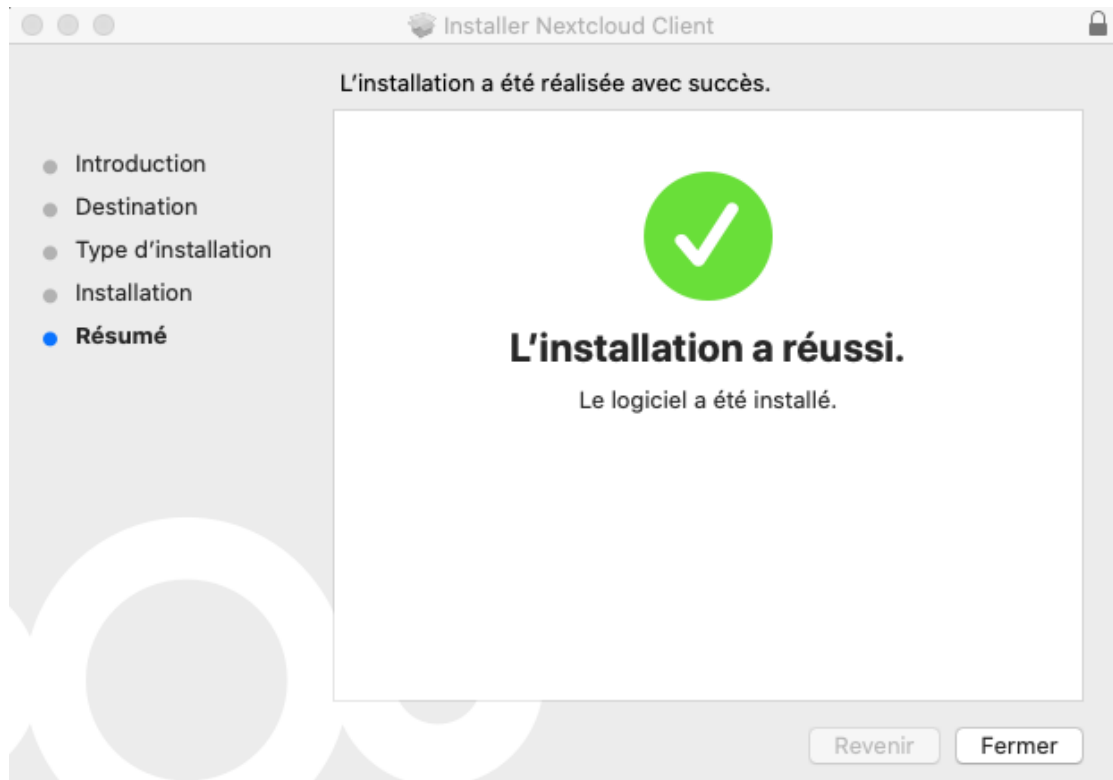 Installer Nextcloud Client
L’installation a été réalisée avec succès.
Introduction
Destination
Type d’installation
Installation
Résumé
L’installation a réussi.
Le logiciel a été installé.
Revenir
Fermer